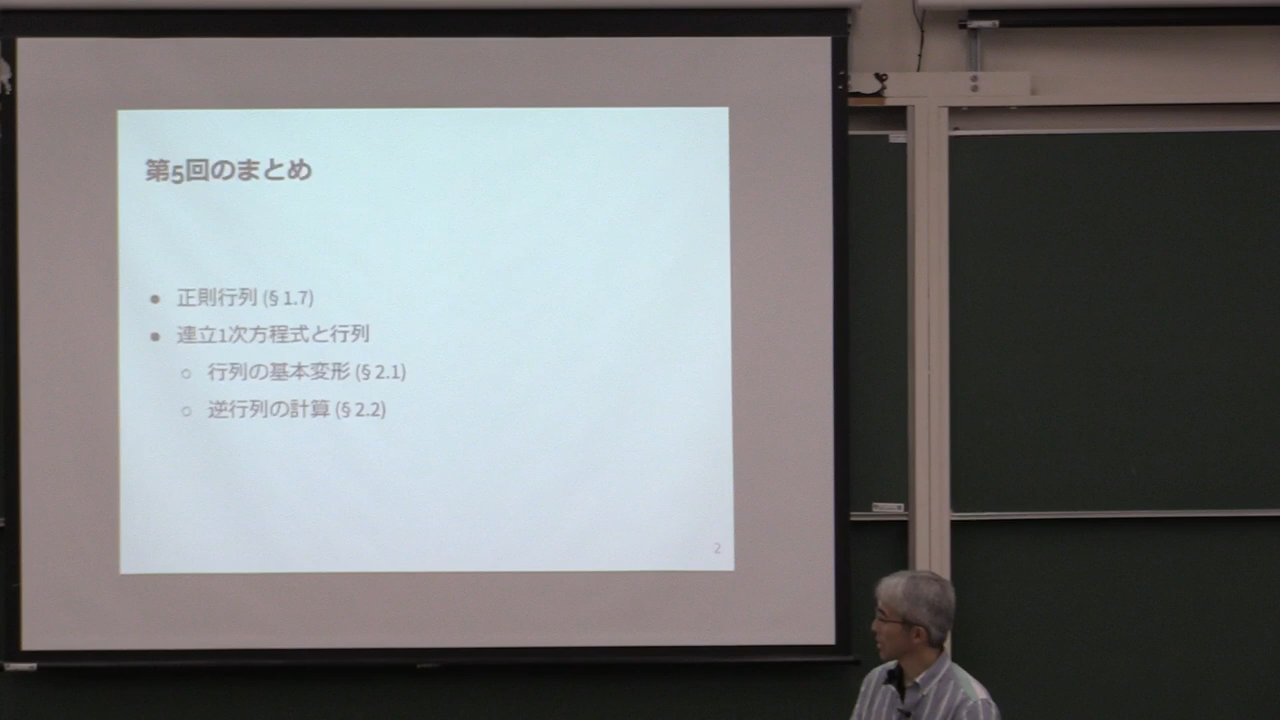 第5回のまとめ
● 正則行列 (§ 1.7)
● 連立1次方程式と行列
○ 行列の基本変形 (§ 2.1)
○ 逆行列の計算 (§ 2.2)
2